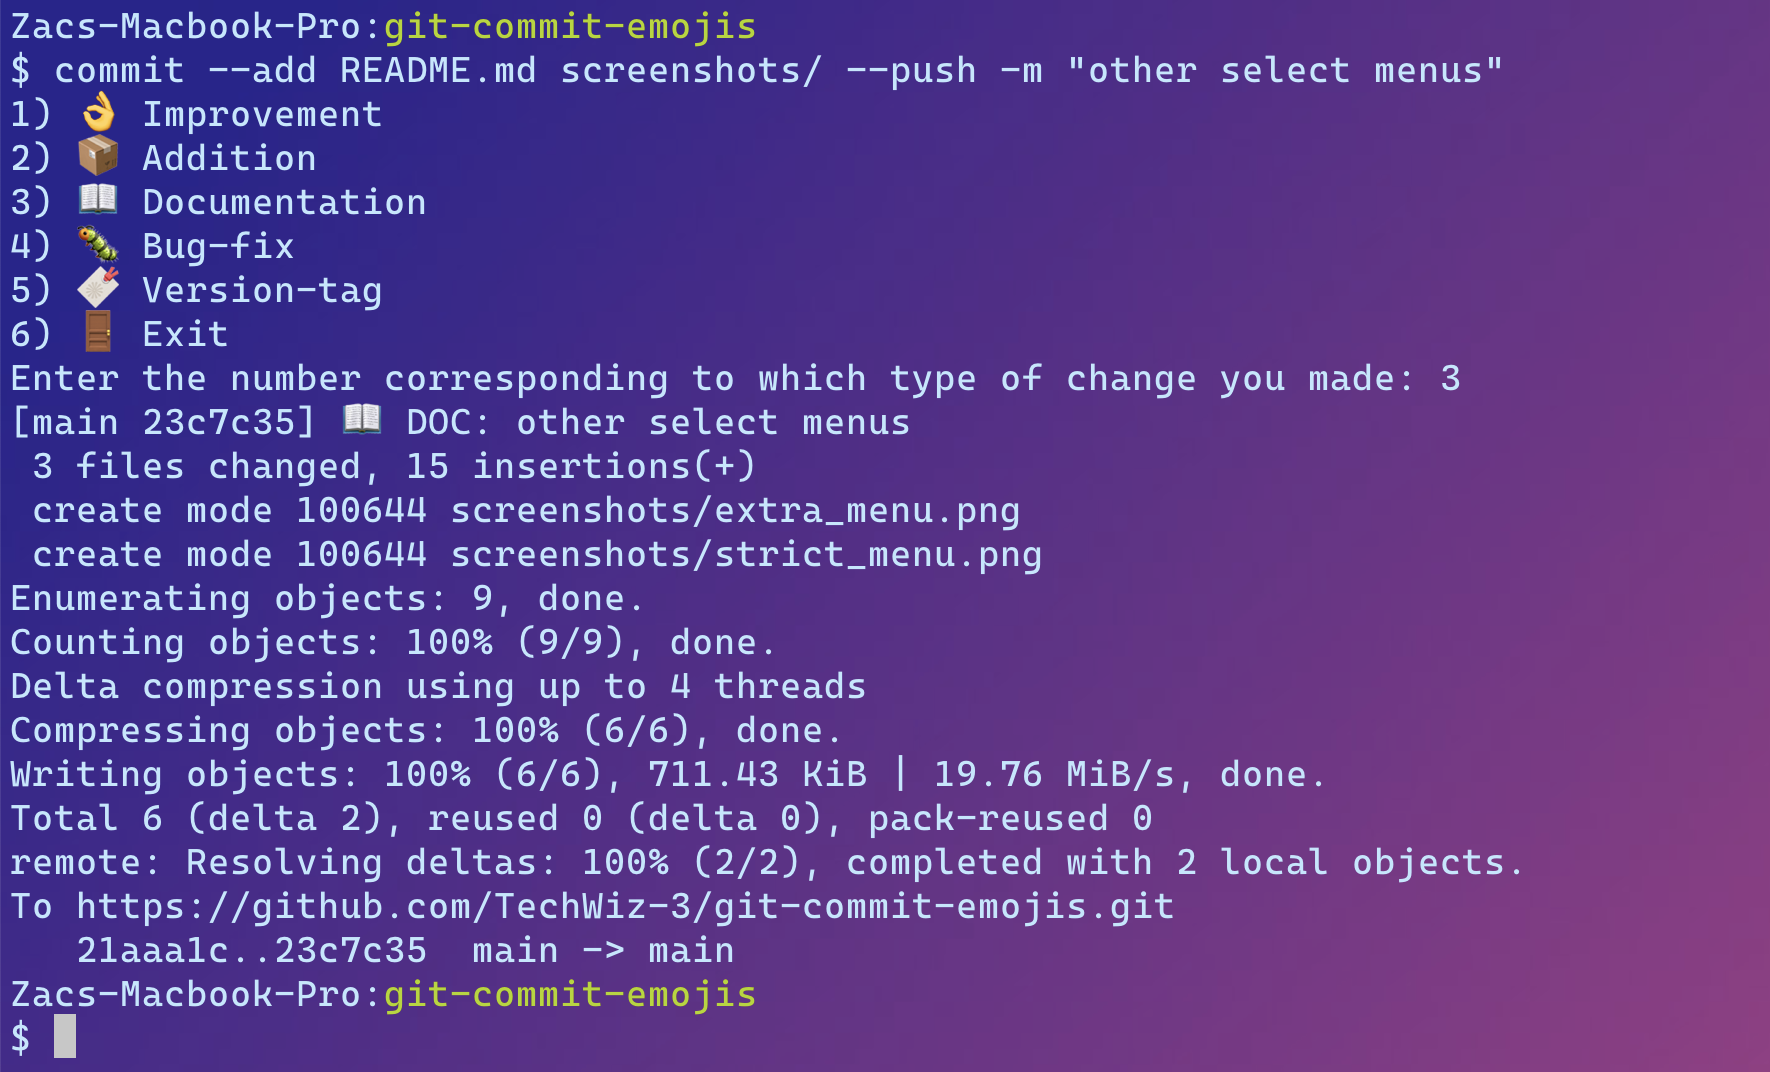 Zacs-Macbook-Pro:git-commit-emojis
$ commit --add README.md screenshots/ --push -m "other select menus"
1) 👌 Improvement
2) 📦 Addition
3) 📖 Documentation
4) 🐛 Bug-fix
5) 🔖 Version-tag
6) 🚪 Exit
Enter the number corresponding to which type of change you made: 3
[main 23c7c35] 📖 DOC: other select menus
 3 files changed, 15 insertions(+)
 create mode 100644 screenshots/extra_menu.png
 create mode 100644 screenshots/strict_menu.png
Enumerating objects: 9, done.
Counting objects: 100% (9/9), done.
Delta compression using up to 4 threads
Compressing objects: 100% (6/6), done.
Writing objects: 100% (6/6), 711.43 KiB | 19.76 MiB/s, done.
Total 6 (delta 2), reused 0 (delta 0), pack-reused 0
remote: Resolving deltas: 100% (2/2), completed with 2 local objects.
To https://github.com/TechWiz-3/git-commit-emojis.git
   21aaa1c..23c7c35  main -> main
Zacs-Macbook-Pro:git-commit-emojis
$